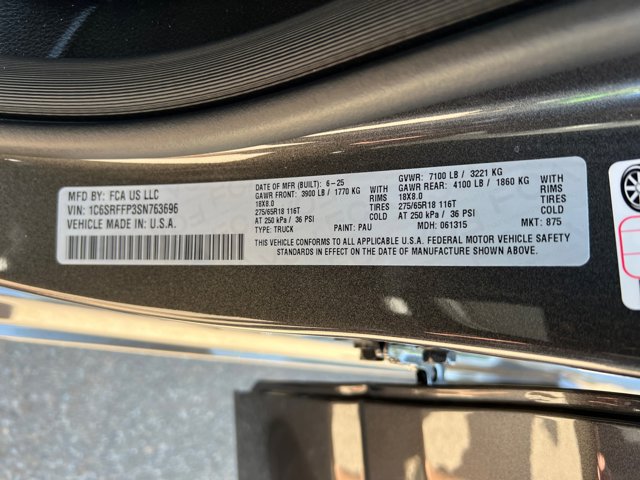 MFD BY: FCA US LLC
VIN: 1C6SRFFP3SN763696
VEHICLE MADE IN U.S.A.
DATE OF MFR (BUILT): 6-25
GAWR FRONT: 3900 LB / 1770 KG WITH
18X8.0 RIMS
275/65R18 116T TIRES
AT 250 kPa / 36 PSI COLD
TYPE: TRUCK
PAINT: PAU
GVWR: 7100 LB / 3221 KG
GAWR REAR: 4100 LB / 1860 KG WITH
18X8.0 RIMS
275/65R18 116T TIRES
AT 250 kPa / 36 PSI COLD
MDH: 061315
MKT: 875
THIS VEHICLE CONFORMS TO ALL APPLICABLE U.S.A. FEDERAL MOTOR VEHICLE SAFETY
STANDARDS IN EFFECT ON THE DATE OF MANUFACTURE SHOWN ABOVE.